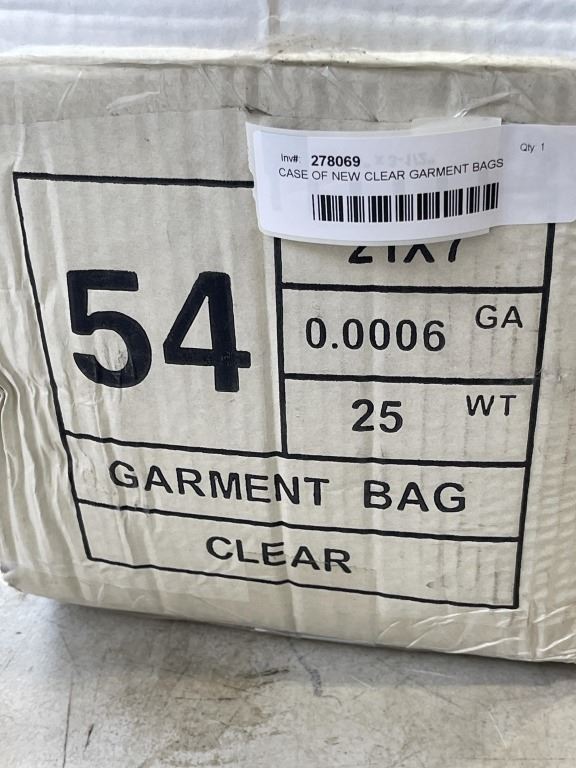 Inv#: 278069
Qty: 1
CASE OF NEW CLEAR GARMENT BAGS
54
21X7
0.0006 GA
25 WT
GARMENT BAG
CLEAR